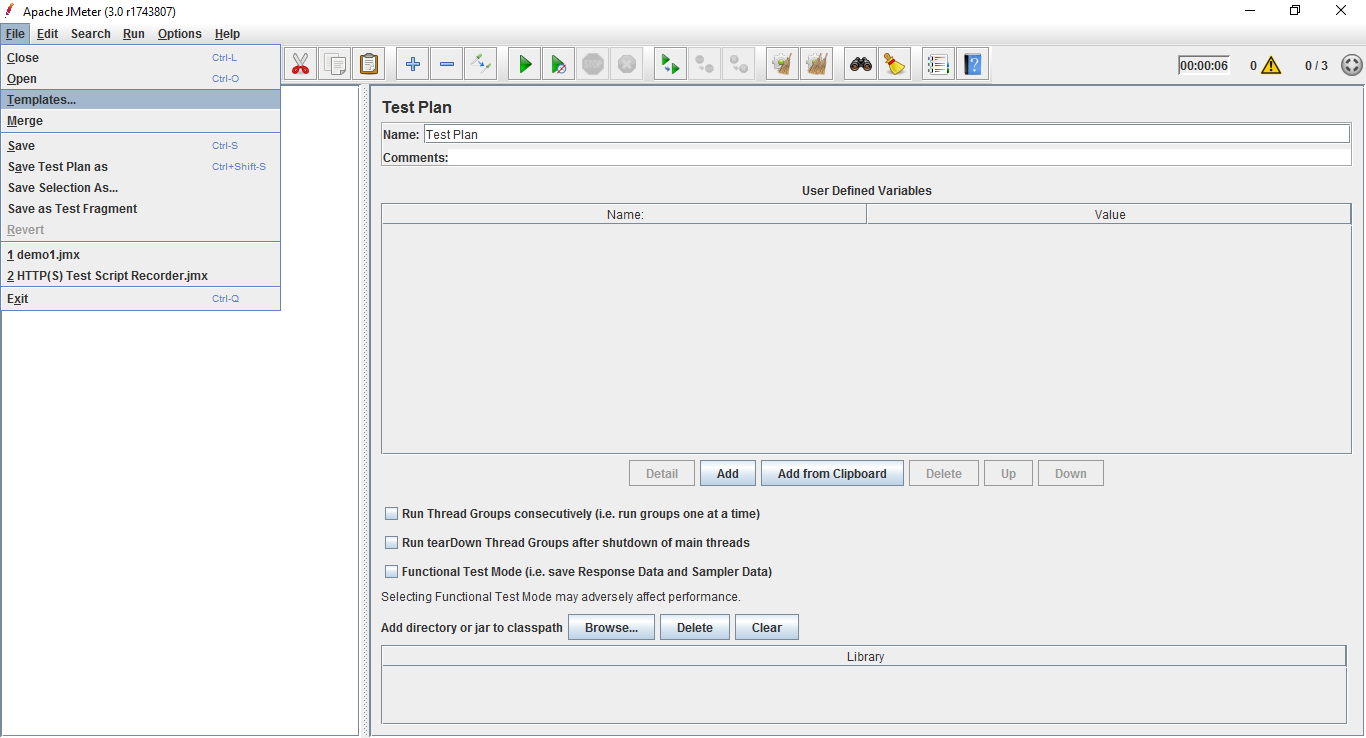 Apache JMeter (3.0 r1743807)
File Edit Search Run Options Help
Close Ctrl-L
Open Ctrl-O
Templates...
Merge
Save Ctrl-S
Save Test Plan as Ctrl+Shift-S
Save Selection As...
Save as Test Fragment
Revert
1 demo1.jmx
2 HTTP(S) Test Script Recorder.jmx
Exit Ctrl-Q
STOP
00:00:06 0 0 / 3
Test Plan
Name: Test Plan
Comments:
User Defined Variables
Name: Value
Detail Add Add from Clipboard Delete Up Down
Run Thread Groups consecutively (i.e. run groups one at a time)
Run tearDown Thread Groups after shutdown of main threads
Functional Test Mode (i.e. save Response Data and Sampler Data)
Selecting Functional Test Mode may adversely affect performance.
Add directory or jar to classpath Browse... Delete Clear
Library